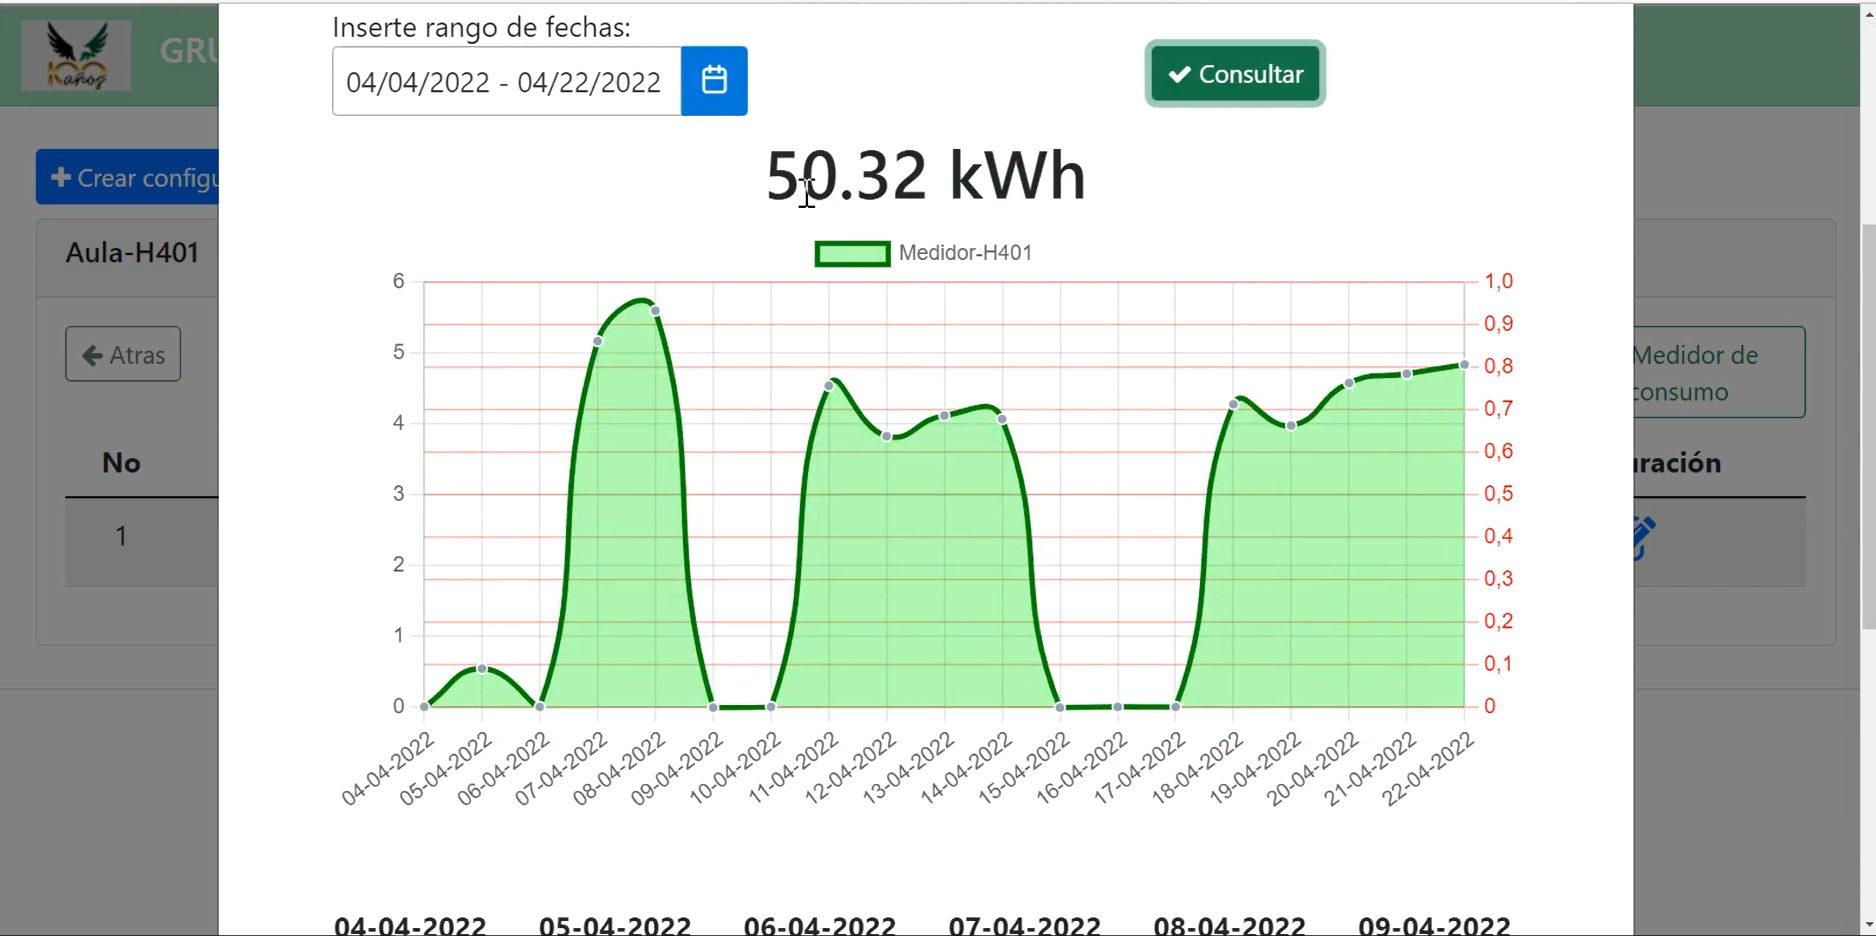 Inserte rango de fechas:
GRU
10 años
04/04/2022 - 04/22/2022
Consultar
Crear configu
50.32 kWh
Aula-H401
Medidor-H401
6
5
4
3
2
1
0
1,0
0,9
0,8
0,7
0,6
0,5
0,4
0,3
0,2
0,1
0
Atras
Medidor de
consumo
No
uración
1
04-04-2022
05-04-2022
06-04-2022
07-04-2022
08-04-2022
09-04-2022
10-04-2022
11-04-2022
12-04-2022
13-04-2022
14-04-2022
15-04-2022
16-04-2022
17-04-2022
18-04-2022
19-04-2022
20-04-2022
21-04-2022
22-04-2022
04-04-2022 05-04-2022 06-04-2022 07-04-2022 08-04-2022 09-04-2022